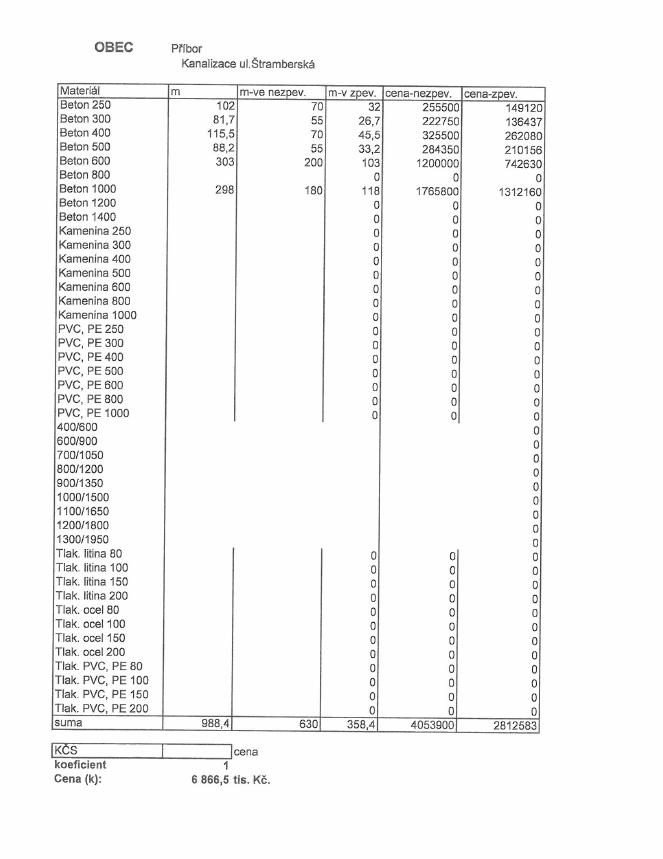 OBEC Příbor
Kanalizace ul.Štramberská
Materiál m m-ve nezpev. m-v zpev. cena-nezpev. cena-zpev.
Beton 250 102 70 32 255500 149120
Beton 300 81,7 55 26,7 222750 136437
Beton 400 115,5 70 45,5 325500 262080
Beton 500 88,2 55 33,2 284350 210156
Beton 600 303 200 103 1200000 742630
Beton 800 0 0 0
Beton 1000 298 180 118 1765800 1312160
Beton 1200 0 0 0
Beton 1400 0 0 0
Kamenina 250 0 0 0
Kamenina 300 0 0 0
Kamenina 400 0 0 0
Kamenina 500 0 0 0
Kamenina 600 0 0 0
Kamenina 800 0 0 0
Kamenina 1000 0 0 0
PVC, PE 250 0 0 0
PVC, PE 300 0 0 0
PVC, PE 400 0 0 0
PVC, PE 500 0 0 0
PVC, PE 600 0 0 0
PVC, PE 800 0 0 0
PVC, PE 1000 0 0 0
400/600 0
600/900 0
700/1050 0
800/1200 0
900/1350 0
1000/1500 0
1100/1650 0
1200/1800 0
1300/1950 0
Tlak. litina 80 0 0 0
Tlak. litina 100 0 0 0
Tlak. litina 150 0 0 0
Tlak. litina 200 0 0 0
Tlak. ocel 80 0 0 0
Tlak. ocel 100 0 0 0
Tlak. ocel 150 0 0 0
Tlak. ocel 200 0 0 0
Tlak. PVC, PE 80 0 0 0
Tlak. PVC, PE 100 0 0 0
Tlak. PVC, PE 150 0 0 0
Tlak. PVC, PE 200 0 0 0
suma 988,4 630 358,4 4053900 2812583
KČS cena
koeficient 1
Cena (k): 6 866,5 tis. Kč.